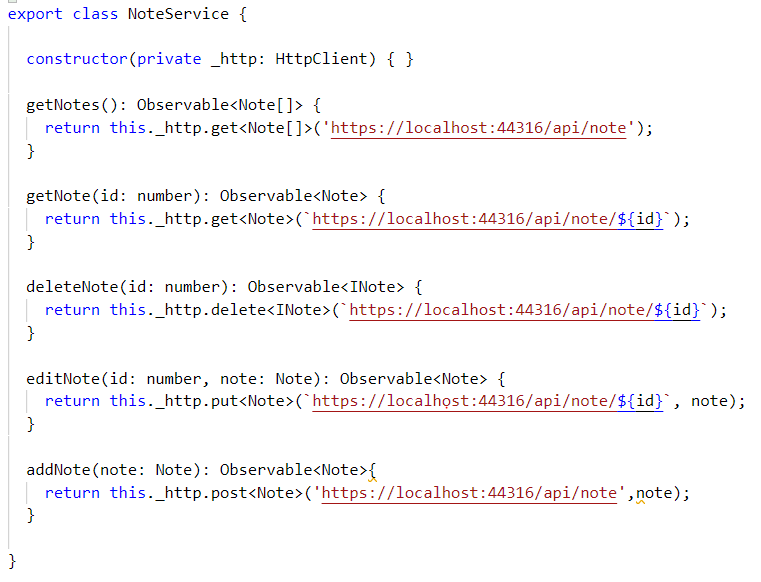 export class NoteService {
constructor(private _http: HttpClient) { }
getNotes(): Observable<Note[]> {
return this._http.get<Note[]>('https://localhost:44316/api/note');
}
getNote(id: number): Observable<Note> {
return this._http.get<Note>(`https://localhost:44316/api/note/${id}`);
}
deleteNote(id: number): Observable<INote> {
return this._http.delete<INote>(`https://localhost:44316/api/note/${id}`);
}
editNote(id: number, note: Note): Observable<Note> {
return this._http.put<Note>(`https://localhost:44316/api/note/${id}`, note);
}
addNote(note: Note): Observable<Note>{
return this._http.post<Note>('https://localhost:44316/api/note',note);
}
}